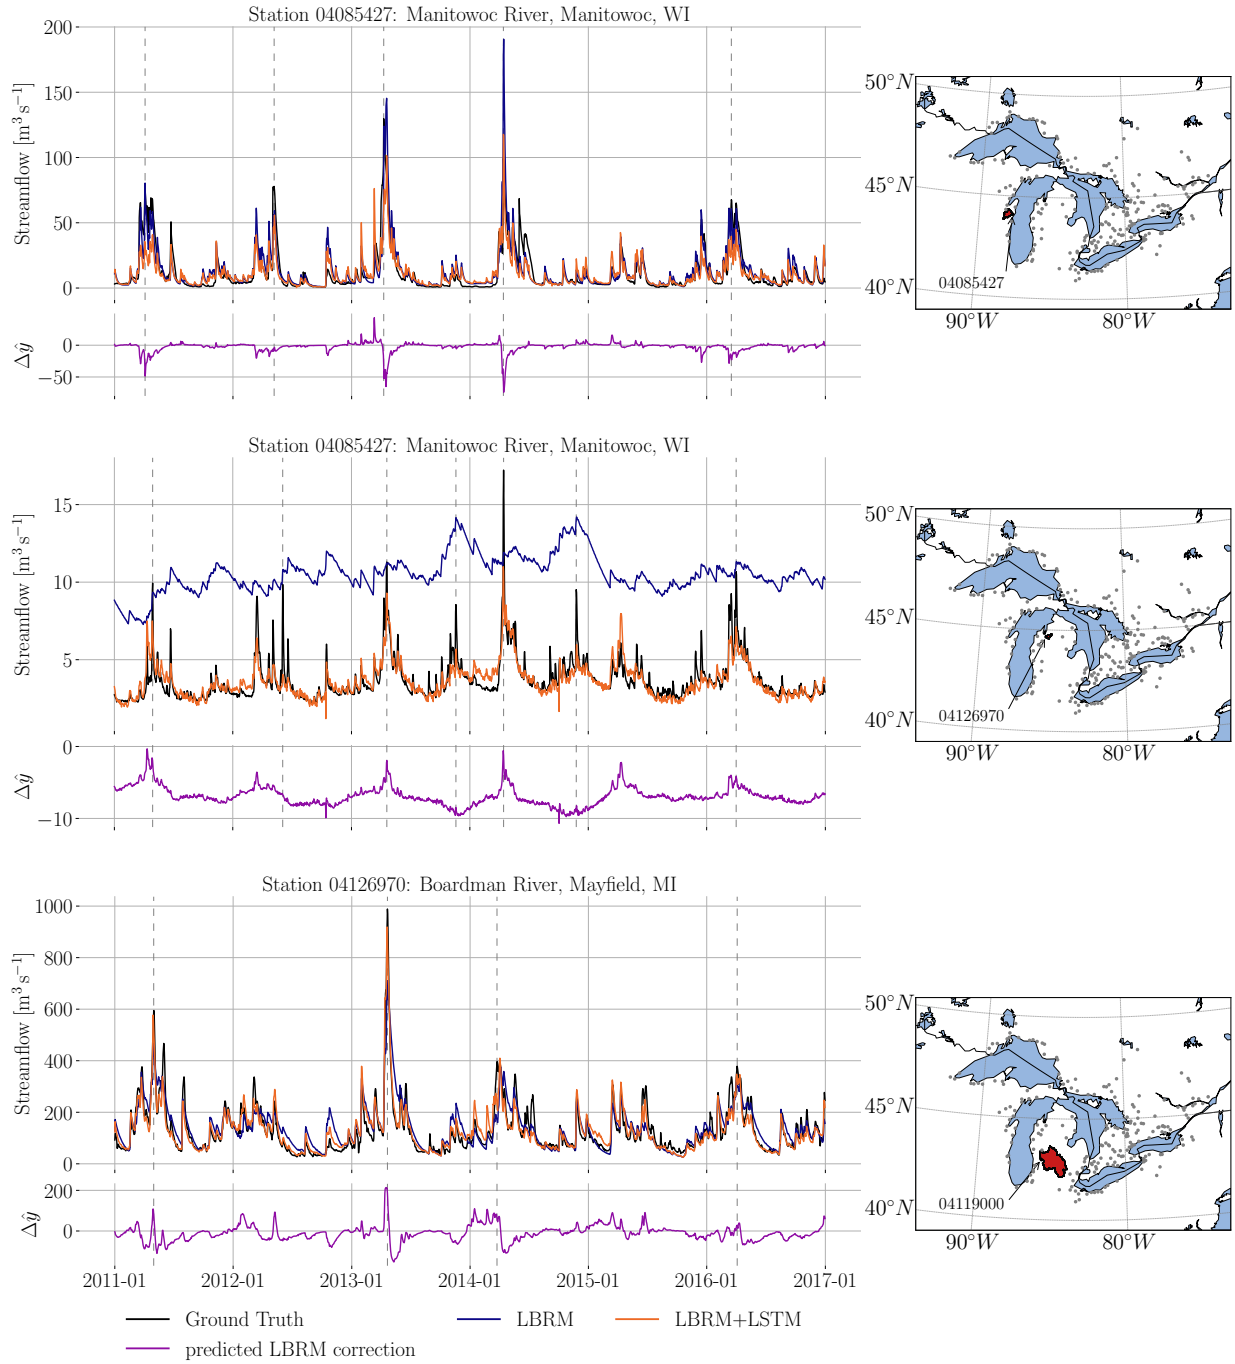 Station 04085427: Manitowoc River, Manitowoc, WI
200
150
100
50
0
Streamflow [m³ s⁻¹]
0
−50
Δŷ
50°N
45°N
40°N
04085427
90°W 80°W
Station 04085427: Manitowoc River, Manitowoc, WI
15
10
5
Streamflow [m³ s⁻¹]
0
−10
Δŷ
50°N
45°N
40°N
04126970
90°W 80°W
Station 04126970: Boardman River, Mayfield, MI
1000
800
600
400
200
0
Streamflow [m³ s⁻¹]
200
0
Δŷ
2011-01 2012-01 2013-01 2014-01 2015-01 2016-01 2017-01
50°N
45°N
40°N
04119000
90°W 80°W
Ground Truth LBRM LBRM+LSTM
predicted LBRM correction